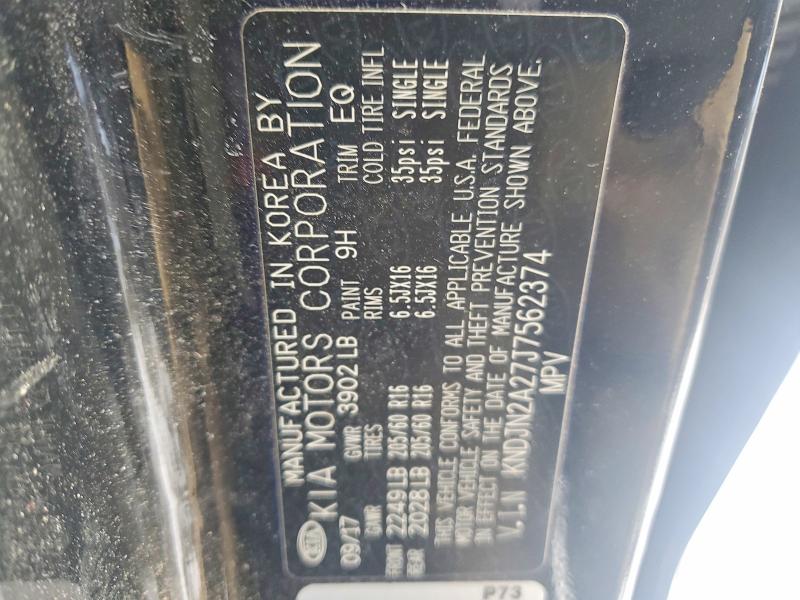 KIA
MANUFACTURED IN KOREA BY
KIA MOTORS CORPORATION
09/17 GVWR 3902 LB PAINT 9H TRIM EQ
GAWR TIRES RIMS COLD TIRE INFL
FRONT 2249LB 205/60 R16 6.5JX16 35psi SINGLE
REAR 2028LB 205/60 R16 6.5JX16 35psi SINGLE
THIS VEHICLE CONFORMS TO ALL APPLICABLE U.S.A. FEDERAL
MOTOR VEHICLE SAFETY AND THEFT PREVENTION STANDARDS
IN EFFECT ON THE DATE OF MANUFACTURE SHOWN ABOVE.
V.I.N KNDJN2A27J7562374
MPV
P73